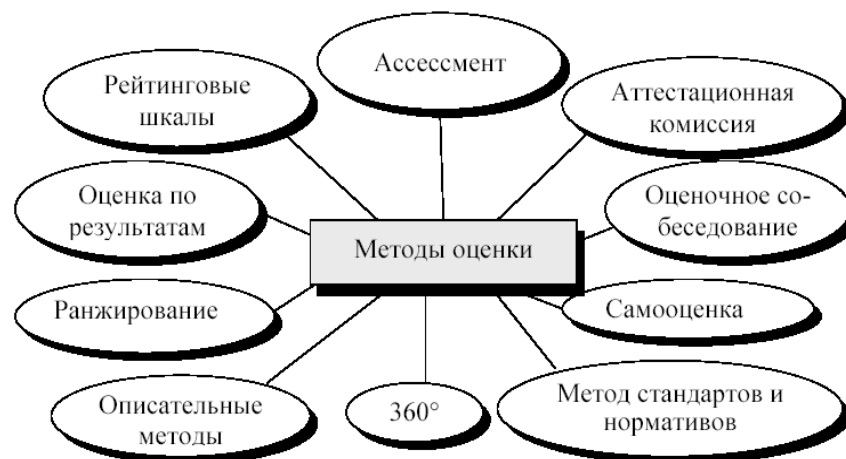 Ассессмент
Рейтинговые
шкалы
Аттестационная
комиссия
Оценка по
результатам
Оценочное со-
беседование
Методы оценки
Ранжирование
Самооценка
Описательные
методы
360°
Метод стандартов и
нормативов